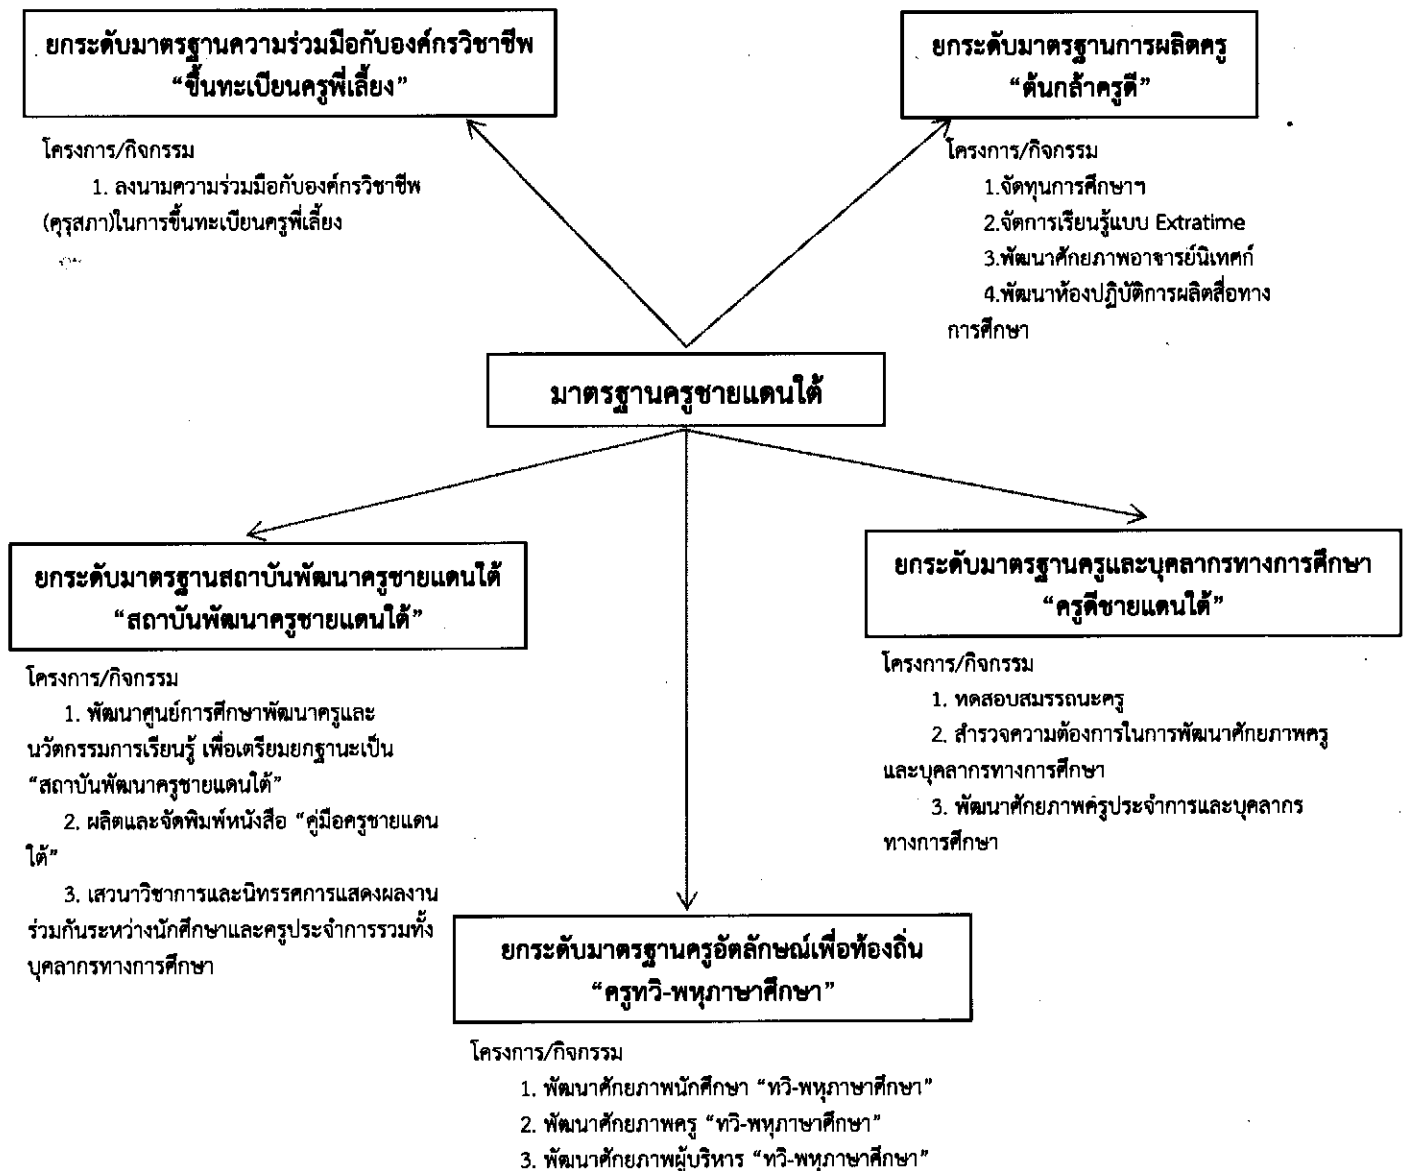 ยกระดับมาตรฐานความร่วมมือกับองค์กรวิชาชีพ
“ขึ้นทะเบียนครูพี่เลี้ยง”
โครงการ/กิจกรรม
1. ลงนามความร่วมมือกับองค์กรวิชาชีพ
(คุรุสภา)ในการขึ้นทะเบียนครูพี่เลี้ยง
ยกระดับมาตรฐานการผลิตครู
“ต้นกล้าครูดี”
โครงการ/กิจกรรม
1.จัดทุนการศึกษาฯ
2.จัดการเรียนรู้แบบ Extratime
3.พัฒนาศักยภาพอาจารย์นิเทศก์
4.พัฒนาห้องปฏิบัติการผลิตสื่อทาง
การศึกษา
มาตรฐานครูชายแดนใต้
ยกระดับมาตรฐานสถาบันพัฒนาครูชายแดนใต้
“สถาบันพัฒนาครูชายแดนใต้”
โครงการ/กิจกรรม
1. พัฒนาศูนย์การศึกษาพัฒนาครูและ
นวัตกรรมการเรียนรู้ เพื่อเตรียมยกฐานะเป็น
“สถาบันพัฒนาครูชายแดนใต้”
2. ผลิตและจัดพิมพ์หนังสือ “คู่มือครูชายแดน
ใต้”
3. เสวนาวิชาการและนิทรรศการแสดงผลงาน
ร่วมกันระหว่างนักศึกษาและครูประจำการรวมทั้ง
บุคลากรทางการศึกษา
ยกระดับมาตรฐานครูและบุคลากรทางการศึกษา
“ครูดีชายแดนใต้”
โครงการ/กิจกรรม
1. ทดสอบสมรรถนะครู
2. สำรวจความต้องการในการพัฒนาศักยภาพครู
และบุคลากรทางการศึกษา
3. พัฒนาศักยภาพครูประจำการและบุคลากร
ทางการศึกษา
ยกระดับมาตรฐานครูอัตลักษณ์เพื่อท้องถิ่น
“ครูทวิ-พหุภาษาศึกษา”
โครงการ/กิจกรรม
1. พัฒนาศักยภาพนักศึกษา “ทวิ-พหุภาษาศึกษา”
2. พัฒนาศักยภาพครู “ทวิ-พหุภาษาศึกษา”
3. พัฒนาศักยภาพผู้บริหาร “ทวิ-พหุภาษาศึกษา”